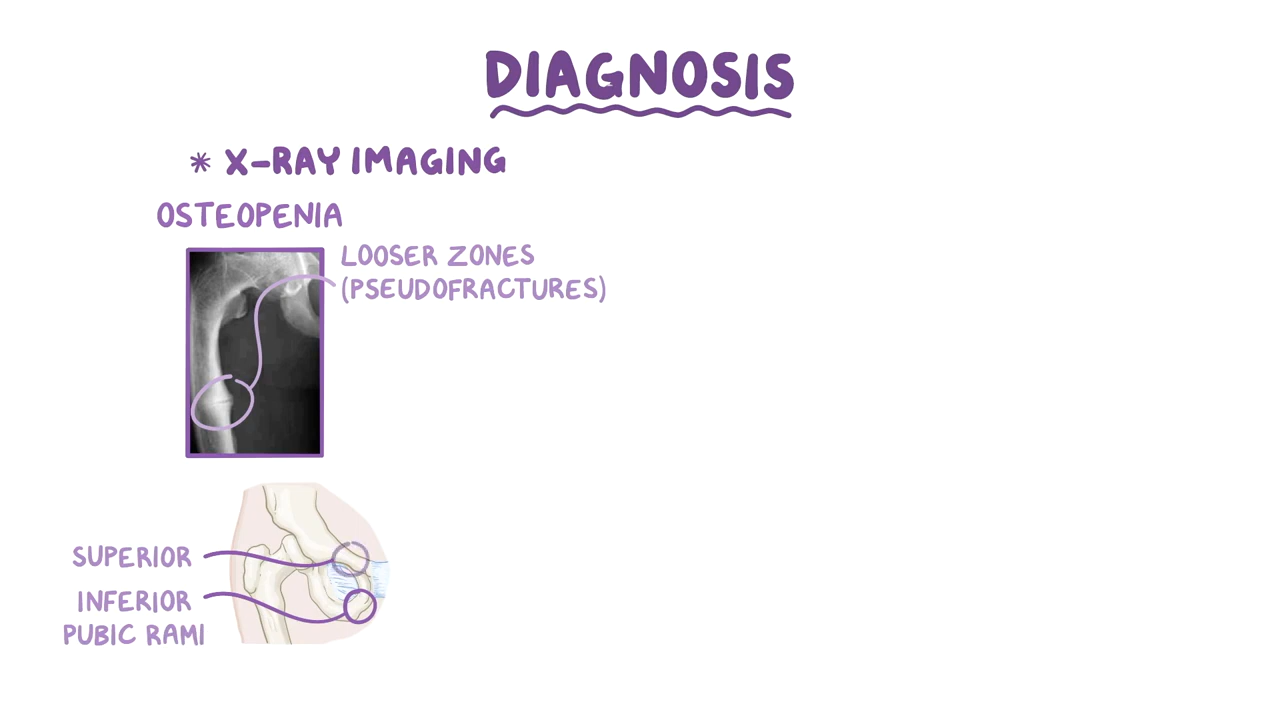 DIAGNOSIS
* X-RAY IMAGING
OSTEOPENIA
LOOSER ZONES
(PSEUDOFRACTURES)
SUPERIOR
INFERIOR
PUBIC RAMI